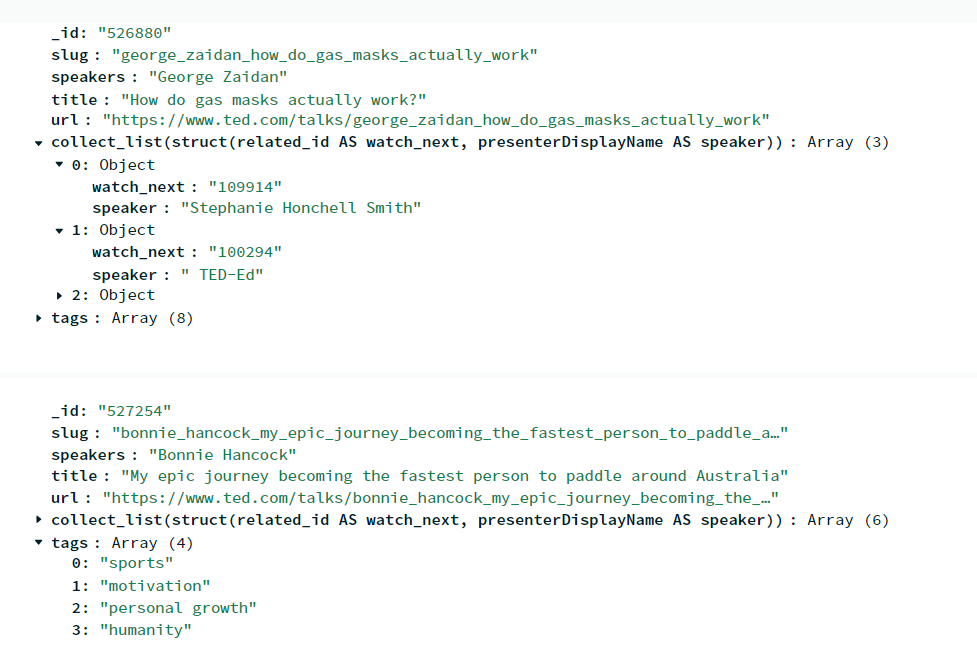 _id: "526880"
slug : "george_zaidan_how_do_gas_masks_actually_work"
speakers : "George Zaidan"
title : "How do gas masks actually work?"
url : "https://www.ted.com/talks/george_zaidan_how_do_gas_masks_actually_work"
collect_list(struct(related_id AS watch_next, presenterDisplayName AS speaker)) : Array (3)
0: Object
watch_next : "109914"
speaker : "Stephanie Honchell Smith"
1: Object
watch_next : "100294"
speaker : " TED-Ed"
2: Object
tags : Array (8)
_id: "527254"
slug : "bonnie_hancock_my_epic_journey_becoming_the_fastest_person_to_paddle_a…"
speakers : "Bonnie Hancock"
title : "My epic journey becoming the fastest person to paddle around Australia"
url : "https://www.ted.com/talks/bonnie_hancock_my_epic_journey_becoming_the_…"
collect_list(struct(related_id AS watch_next, presenterDisplayName AS speaker)) : Array (6)
tags : Array (4)
0: "sports"
1: "motivation"
2: "personal growth"
3: "humanity"